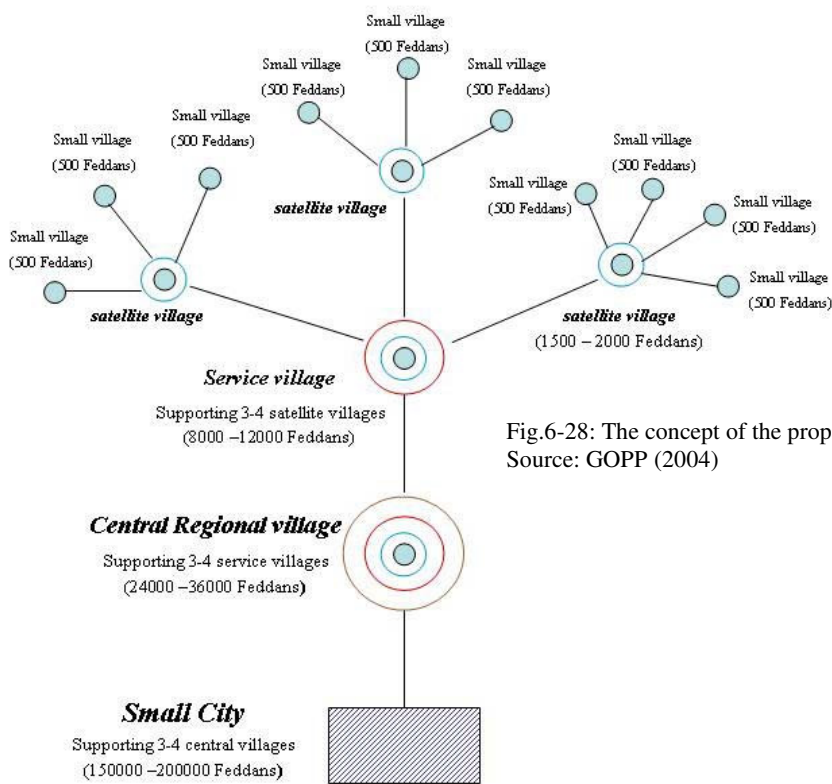 Small village
(500 Feddans)
Small village
(500 Feddans)
Small village
(500 Feddans)
Small village
(500 Feddans)
Small village
(500 Feddans)
Small village
(500 Feddans)
satellite village
Small village
(500 Feddans)
Small village
(500 Feddans)
Small village
(500 Feddans)
Small village
(500 Feddans)
satellite village
satellite village
(1500 – 2000 Feddans)
Service village
Supporting 3-4 satellite villages
(8000 –12000 Feddans)
Fig.6-28: The concept of the prop
Source: GOPP (2004)
Central Regional village
Supporting 3-4 service villages
(24000 –36000 Feddans)
Small City
Supporting 3-4 central villages
(150000 –200000 Feddans)